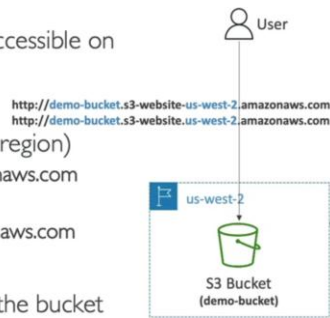 ccessible on
User
http://demo-bucket.s3-website-us-west-2.amazonaws.com
http://demo-bucket.s3-website.us-west-2.amazonaws.com
region)
naws.com
us-west-2
aws.com
S3 Bucket
(demo-bucket)
the bucket